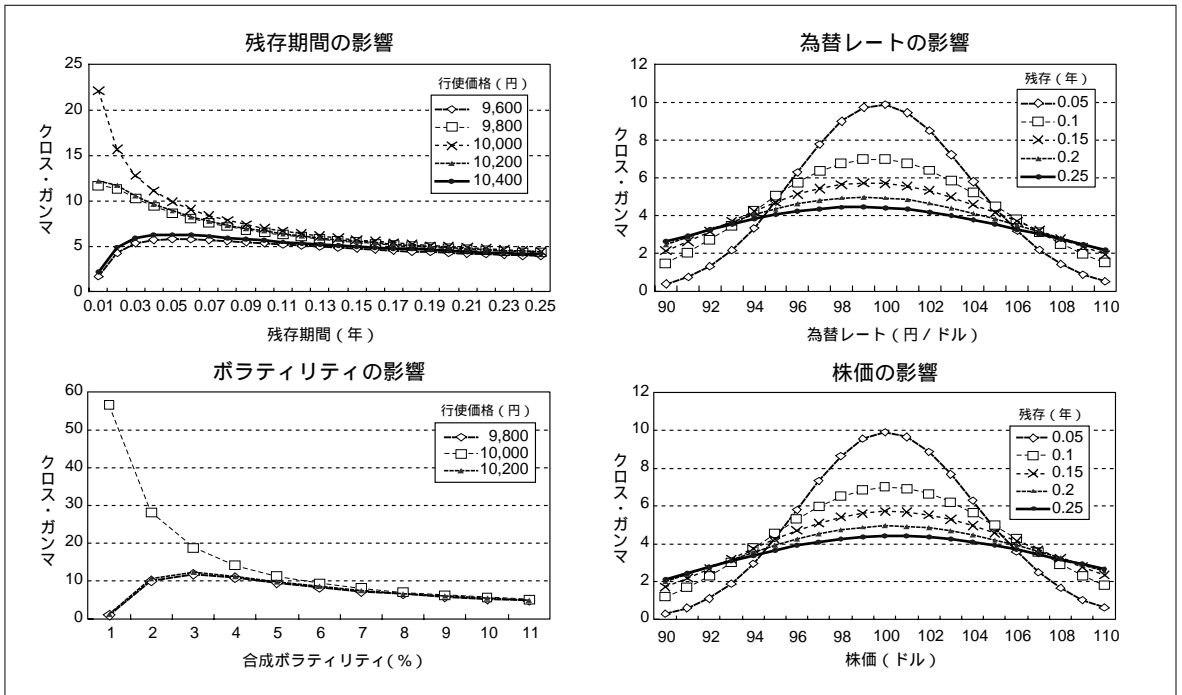 残存期間の影響
25
20
15
10
5
0
クロス・ガンマ
行使価格（円）
9,600
9,800
10,000
10,200
10,400
0.01 0.03 0.05 0.07 0.09 0.11 0.13 0.15 0.17 0.19 0.21 0.23 0.25
残存期間（年）
為替レートの影響
12
10
8
6
4
2
0
クロス・ガンマ
残存（年）
0.05
0.1
0.15
0.2
0.25
90 92 94 96 98 100 102 104 106 108 110
為替レート（円／ドル）
ボラティリティの影響
60
50
40
30
20
10
0
クロス・ガンマ
行使価格（円）
9,800
10,000
10,200
1 2 3 4 5 6 7 8 9 10 11
合成ボラティリティ（％）
株価の影響
12
10
8
6
4
2
0
クロス・ガンマ
残存（年）
0.05
0.1
0.15
0.2
0.25
90 92 94 96 98 100 102 104 106 108 110
株価（ドル）